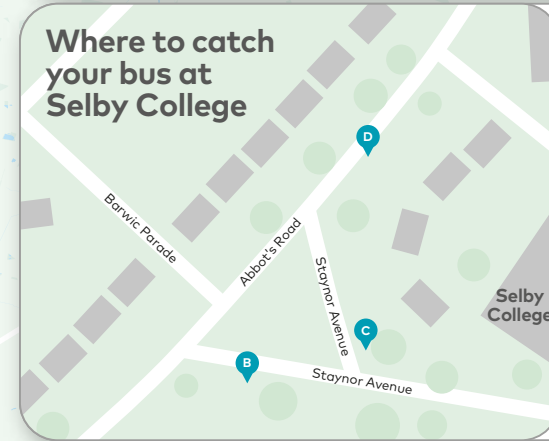 Where to catch
your bus at
Selby College
D
Barwic Parade
Abbot's Road
Staynor Avenue
Selby
College
C
B
Staynor Avenue